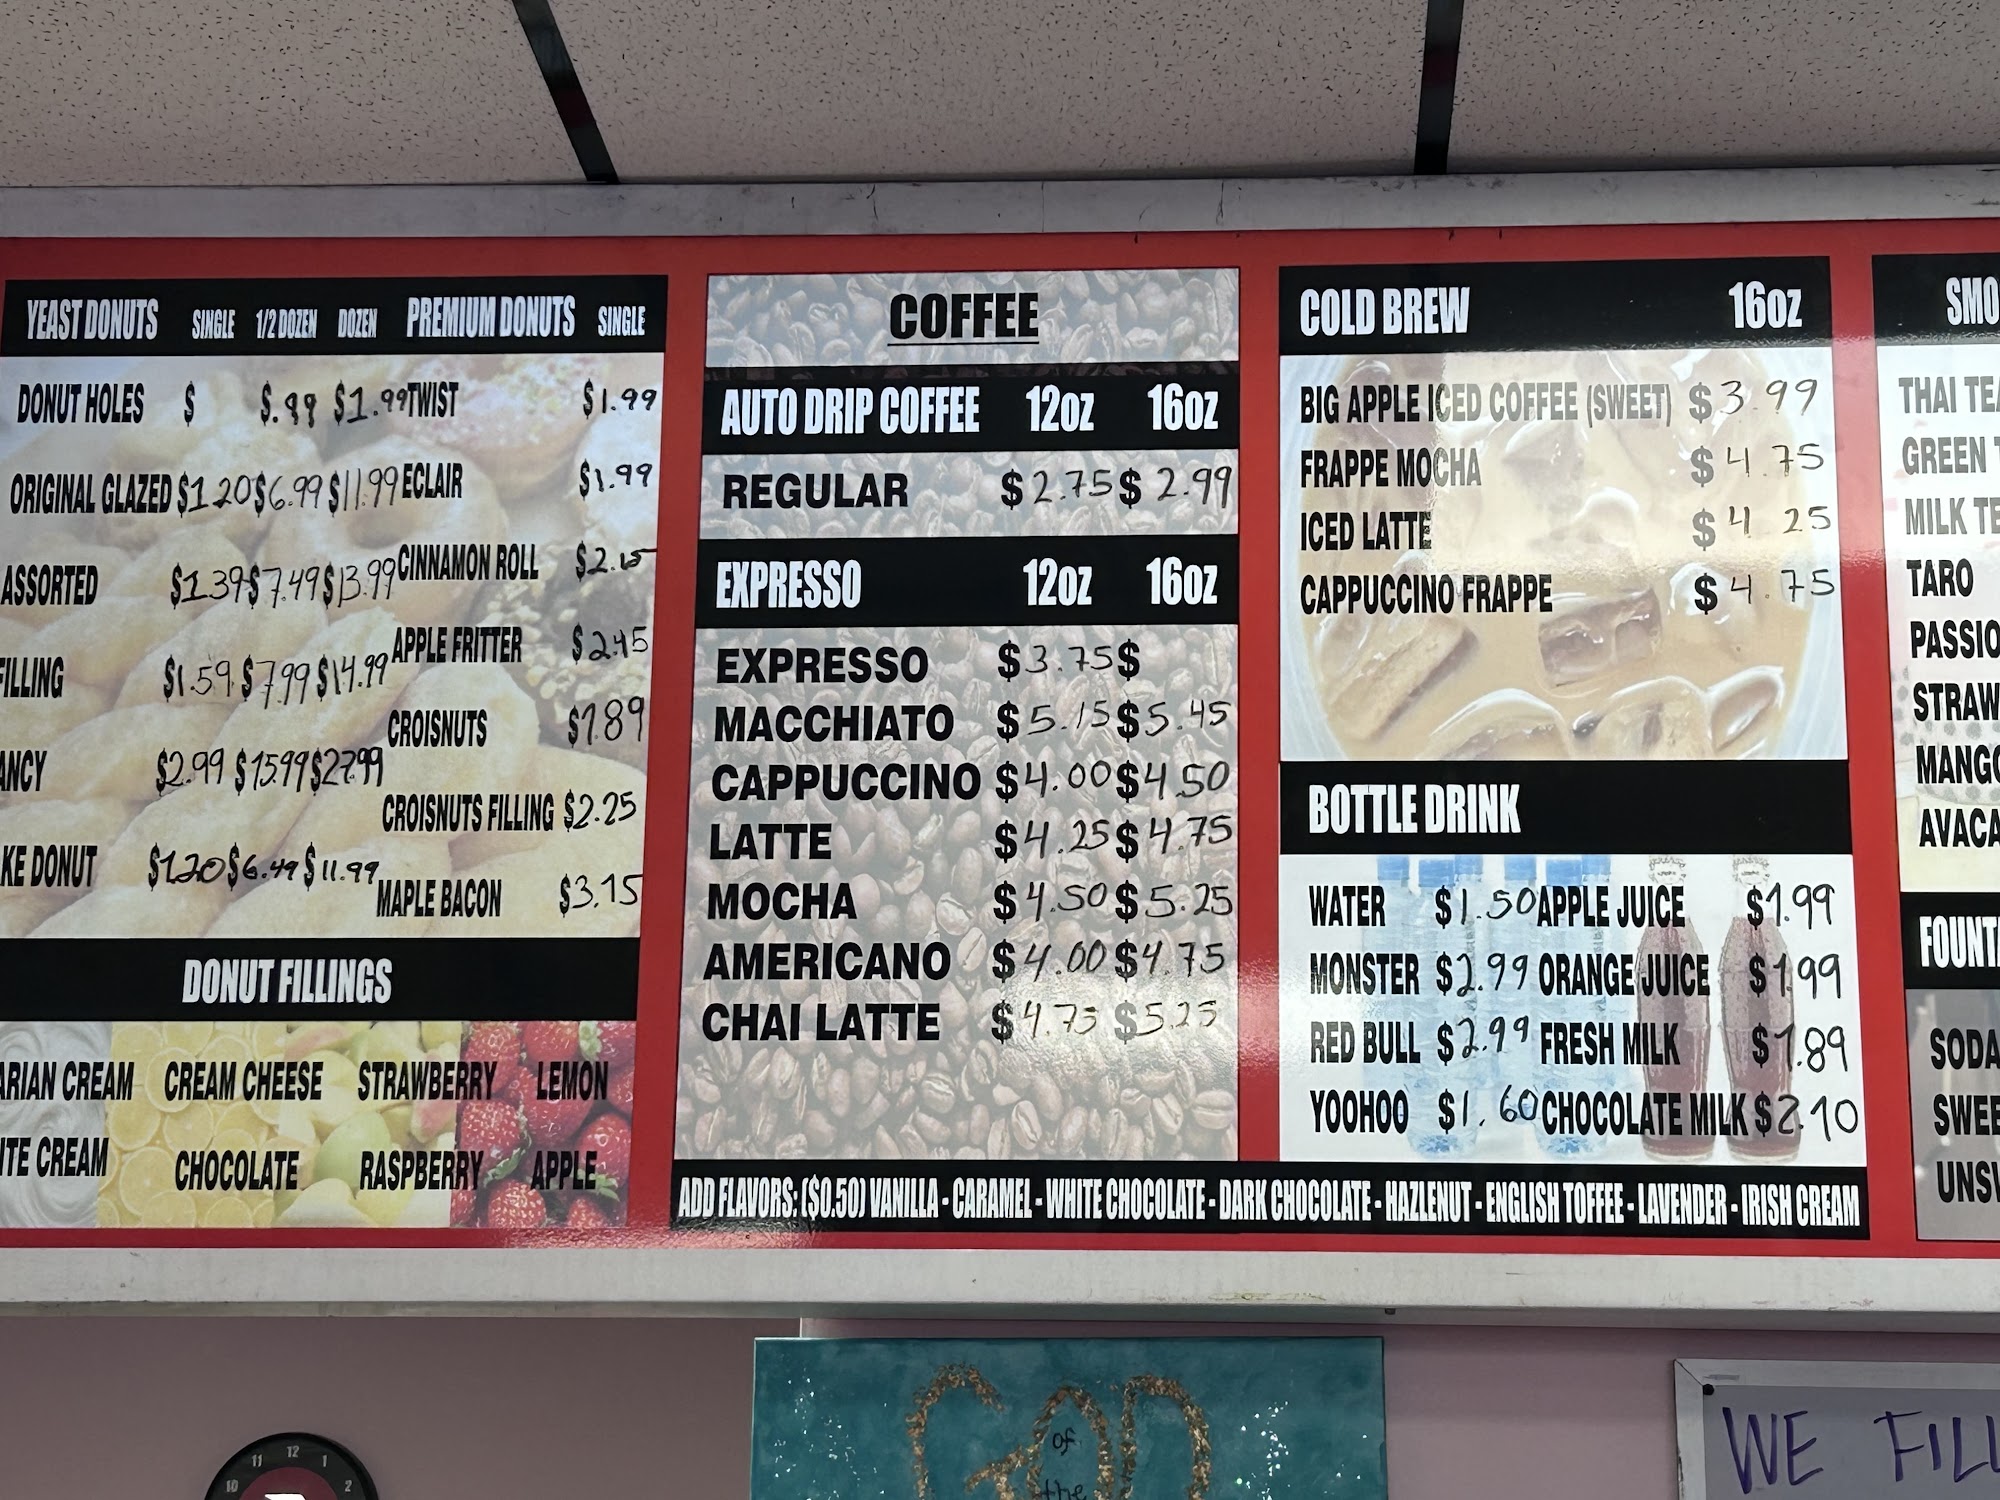 YEAST DONUTS SINGLE 1/2 DOZEN DOZEN PREMIUM DONUTS SINGLE
DONUT HOLES $ $.99 $1.99 TWIST $1.99
ORIGINAL GLAZED $1.20 $6.99 $11.99 ECLAIR $1.99
ASSORTED $1.39 $7.49 $13.99 CINNAMON ROLL $2.15
FILLING $1.59 $7.99 $14.99 APPLE FRITTER $2.45
ANCY $2.99 $15.99 $27.99 CROISNUTS $1.89
CROISNUTS FILLING $2.25
KE DONUT $1.20 $6.49 $11.99 MAPLE BACON $3.15
DONUT FILLINGS
ARIAN CREAM CREAM CHEESE STRAWBERRY LEMON
ITE CREAM CHOCOLATE RASPBERRY APPLE
COFFEE
AUTO DRIP COFFEE 12OZ 16OZ
REGULAR $2.75 $2.99
EXPRESSO 12OZ 16OZ
EXPRESSO $3.75 $
MACCHIATO $5.15 $5.45
CAPPUCCINO $4.00 $4.50
LATTE $4.25 $4.75
MOCHA $4.50 $5.25
AMERICANO $4.00 $4.75
CHAI LATTE $4.75 $5.25
COLD BREW 16OZ
BIG APPLE ICED COFFEE (SWEET) $3.99
FRAPPE MOCHA $4.75
ICED LATTE $4 25
CAPPUCCINO FRAPPE $4.75
BOTTLE DRINK
WATER $1.50 APPLE JUICE $1.99
MONSTER $2.99 ORANGE JUICE $1.99
RED BULL $2.99 FRESH MILK $1.89
YOOHOO $1.60 CHOCOLATE MILK $2.10
ADD FLAVORS: ($0.50) VANILLA - CARAMEL - WHITE CHOCOLATE - DARK CHOCOLATE - HAZLENUT - ENGLISH TOFFEE - LAVENDER - IRISH CREAM
SMO
THAI TEA
GREEN T
MILK TE
TARO
PASSIO
STRAW
MANGO
AVACA
FOUNTA
SODA
SWEE
UNSW
10 11 12 1 2
GOD
of
the
WE FILL